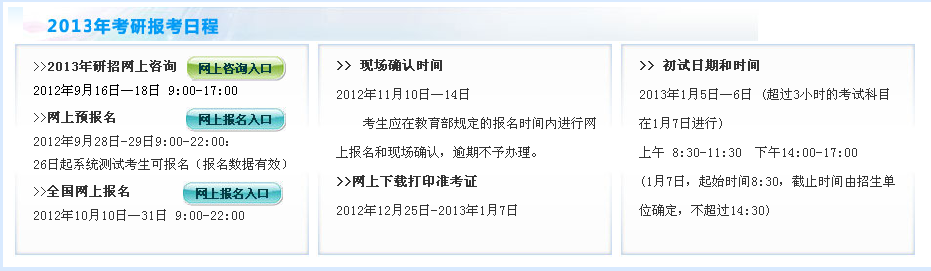 2013年考研报考日程
>>2013年研招网上咨询 网上咨询入口
2012年9月16日—18日 9:00-17:00
>>网上预报名 网上报名入口
2012年9月28日-29日9:00-22:00;
26日起系统测试考生可报名（报名数据有效）
>>全国网上报名 网上报名入口
2012年10月10日—31日 9:00-22:00
>> 现场确认时间
2012年11月10日—14日
考生应在教育部规定的报名时间内进行网
上报名和现场确认，逾期不予办理。
>>网上下载打印准考证
2012年12月25日-2013年1月7日
>> 初试日期和时间
2013年1月5日—6日 (超过3小时的考试科目
在1月7日进行)
上午 8:30-11:30 下午14:00-17:00
(1月7日，起始时间8:30，截止时间由招生单
位确定，不超过14:30)